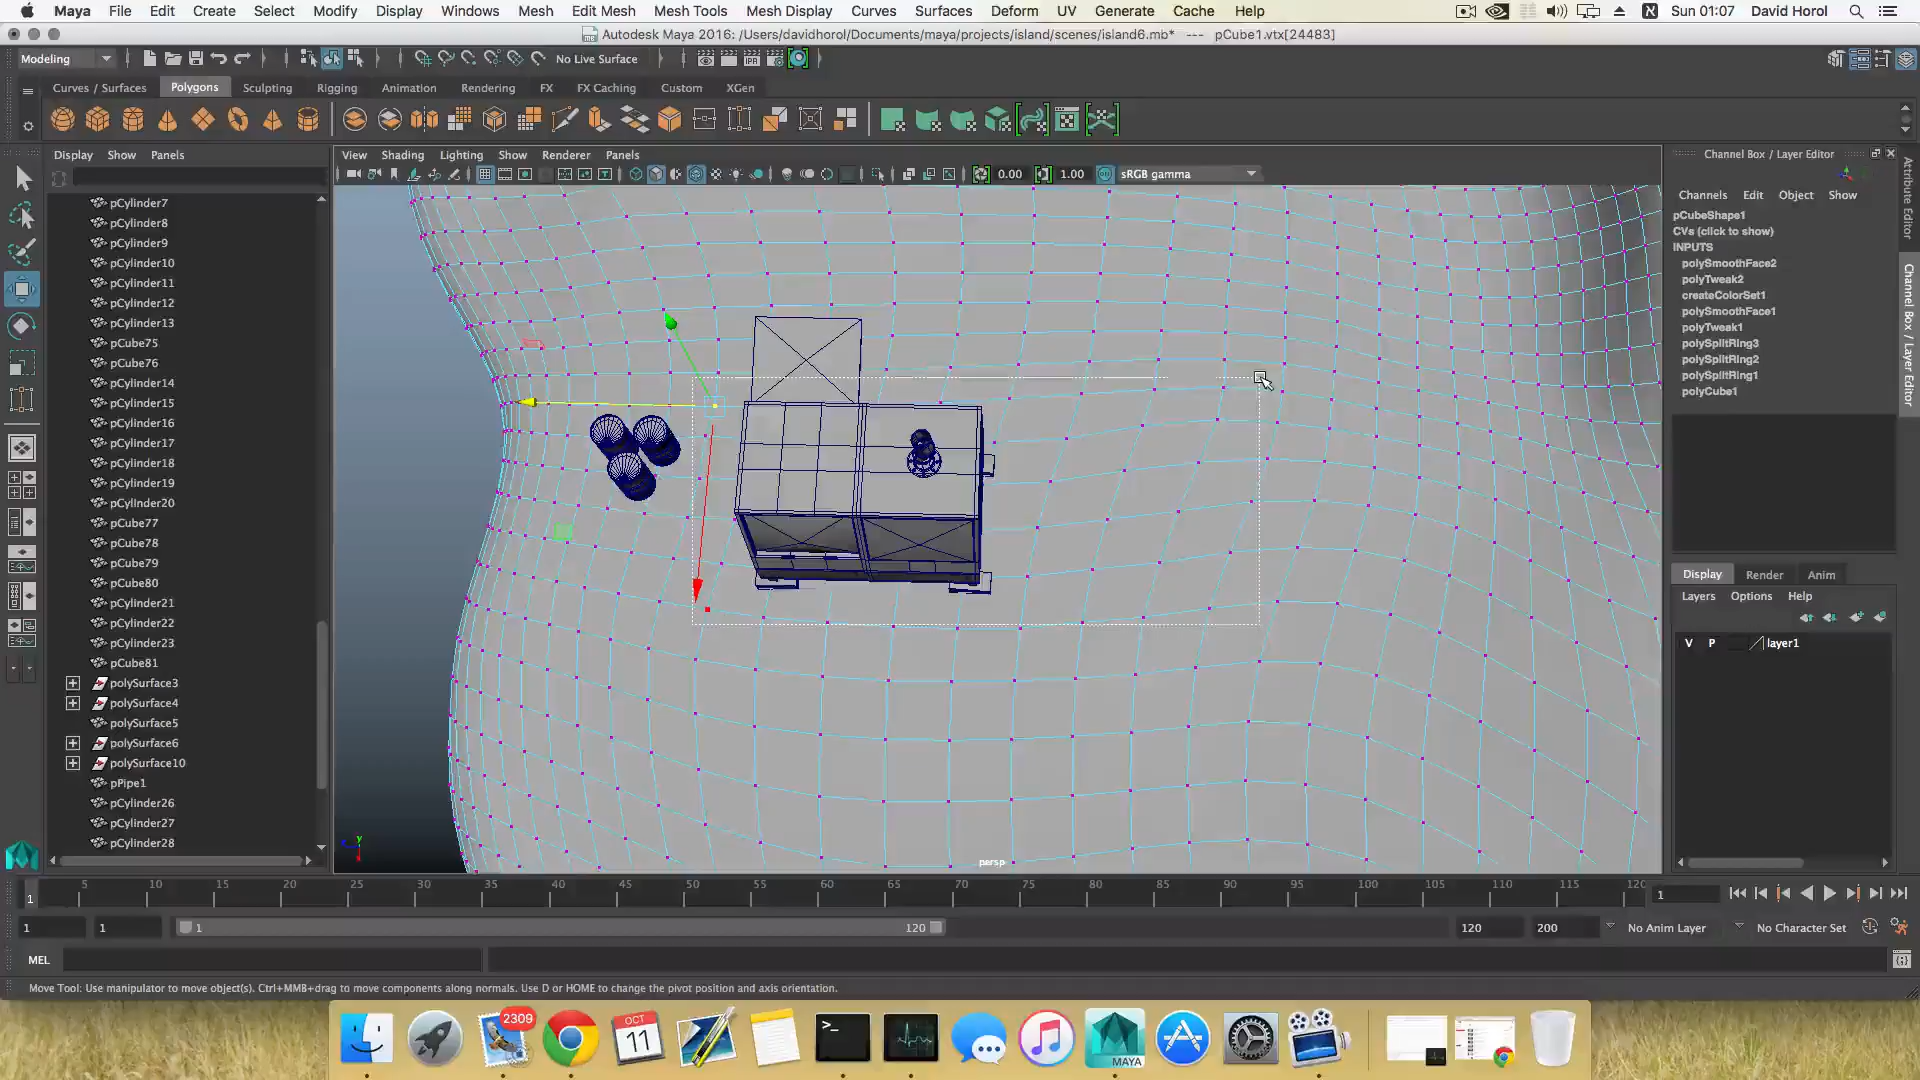 Maya File Edit Create Select Modify Display Windows Mesh Edit Mesh Mesh Tools Mesh Display Curves Surfaces Deform UV Generate Cache Help Sun 01:07 David Horol
Autodesk Maya 2016: /Users/davidhorol/Documents/maya/projects/island/scenes/island6.mb* --- pCube1.vtx[24483]
Modeling No Live Surface
Curves / Surfaces Polygons Sculpting Rigging Animation Rendering FX FX Caching Custom XGen
Display Show Panels
View Shading Lighting Show Renderer Panels
0.00 1.00 sRGB gamma
pCylinder7
pCylinder8
pCylinder9
pCylinder10
pCylinder11
pCylinder12
pCylinder13
pCube75
pCube76
pCylinder14
pCylinder15
pCylinder16
pCylinder17
pCylinder18
pCylinder19
pCylinder20
pCube77
pCube78
pCube79
pCube80
pCylinder21
pCylinder22
pCylinder23
pCube81
polySurface3
polySurface4
polySurface5
polySurface6
polySurface10
pPipe1
pCylinder26
pCylinder27
pCylinder28
persp
Channel Box / Layer Editor
Channels Edit Object Show
pCubeShape1
CVs (click to show)
INPUTS
polySmoothFace2
polyTweak2
createColorSet1
polySmoothFace1
polyTweak1
polySplitRing3
polySplitRing2
polySplitRing1
polyCube1
Attribute Editor
Channel Box / Layer Editor
Display Render Anim
Layers Options Help
V P layer1
1 5 10 15 20 25 30 35 40 45 50 55 60 65 70 75 80 85 90 95 100 105 110 115 120 1
1 1 1 120 120 200 No Anim Layer No Character Set
MEL
Move Tool: Use manipulator to move object(s). Ctrl+MMB+drag to move components along normals. Use D or HOME to change the pivot position and axis orientation.
2309
OCT
11
MAYA